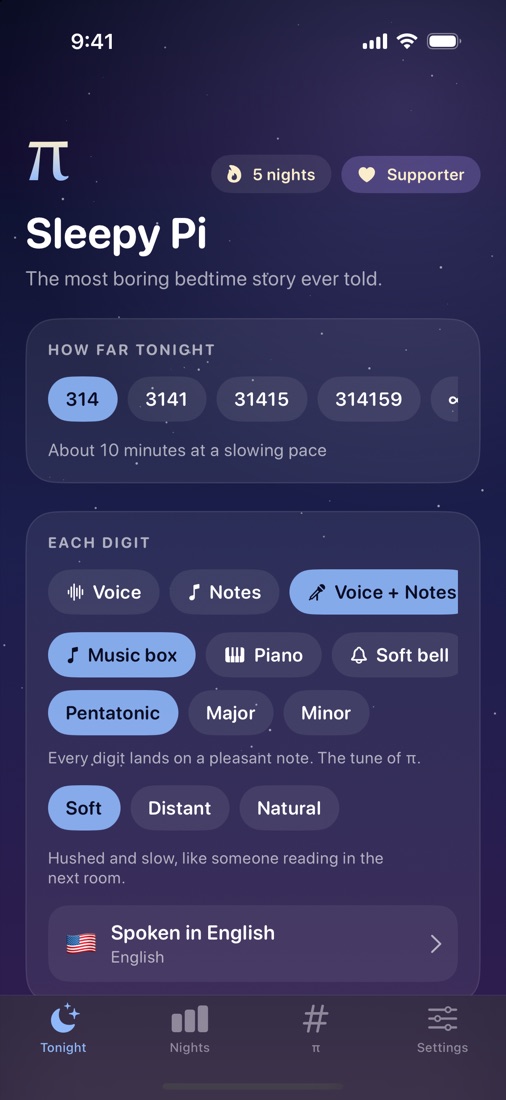 9:41
π
5 nights
Supporter
Sleepy Pi
The most boring bedtime story ever told.
HOW FAR TONIGHT
314
3141
31415
314159
About 10 minutes at a slowing pace
EACH DIGIT
Voice
Notes
Voice + Notes
Music box
Piano
Soft bell
Pentatonic
Major
Minor
Every digit lands on a pleasant note. The tune of π.
Soft
Distant
Natural
Hushed and slow, like someone reading in the
next room.
Spoken in English
English
Tonight
Nights
#
π
Settings